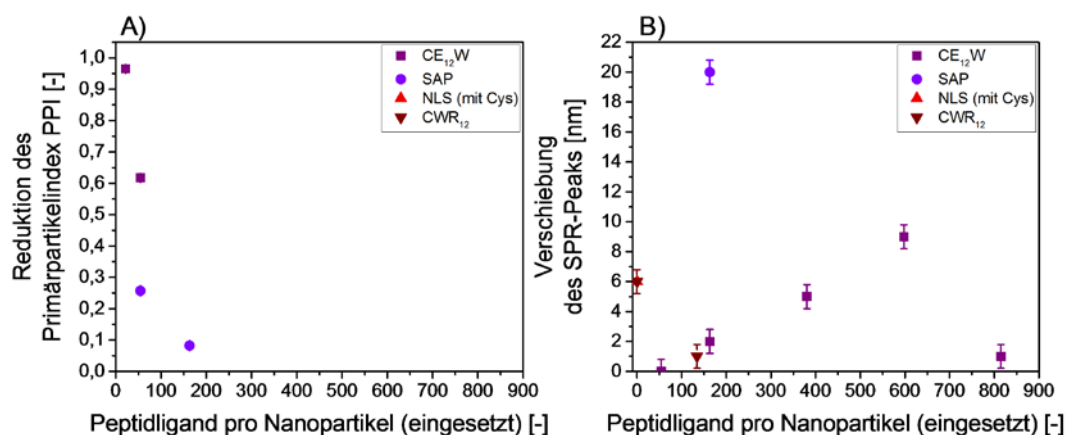 A)
CE₁₂W
SAP
NLS (mit Cys)
CWR₁₂
Reduktion des
Primärpartikelindex PPI [-]
1,0
0,9
0,8
0,7
0,6
0,5
0,4
0,3
0,2
0,1
0,0
0 100 200 300 400 500 600 700 800 900
Peptidligand pro Nanopartikel (eingesetzt) [-]
B)
CE₁₂W
SAP
NLS (mit Cys)
CWR₁₂
Verschiebung
des SPR-Peaks [nm]
22
20
18
16
14
12
10
8
6
4
2
0
0 100 200 300 400 500 600 700 800 900
Peptidligand pro Nanopartikel (eingesetzt) [-]